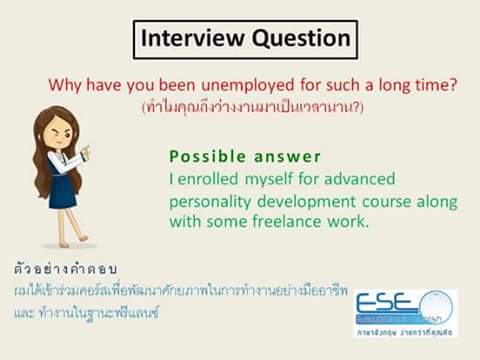 Interview Question
Why have you been unemployed for such a long time?
(ทำไมคุณถึงว่างงานมาเป็นเวลานาน?)
Possible answer
I enrolled myself for advanced
personality development course along
with some freelance work.
ตัวอย่างคำตอบ
ผมได้เข้าร่วมคอร์สเพื่อพัฒนาศักยภาพในการทำงานอย่างมืออาชีพ
และ ทำงานในฐานะฟรีแลนซ์
ESE
ภาษาอังกฤษ ง่ายกว่าที่คุณคิด